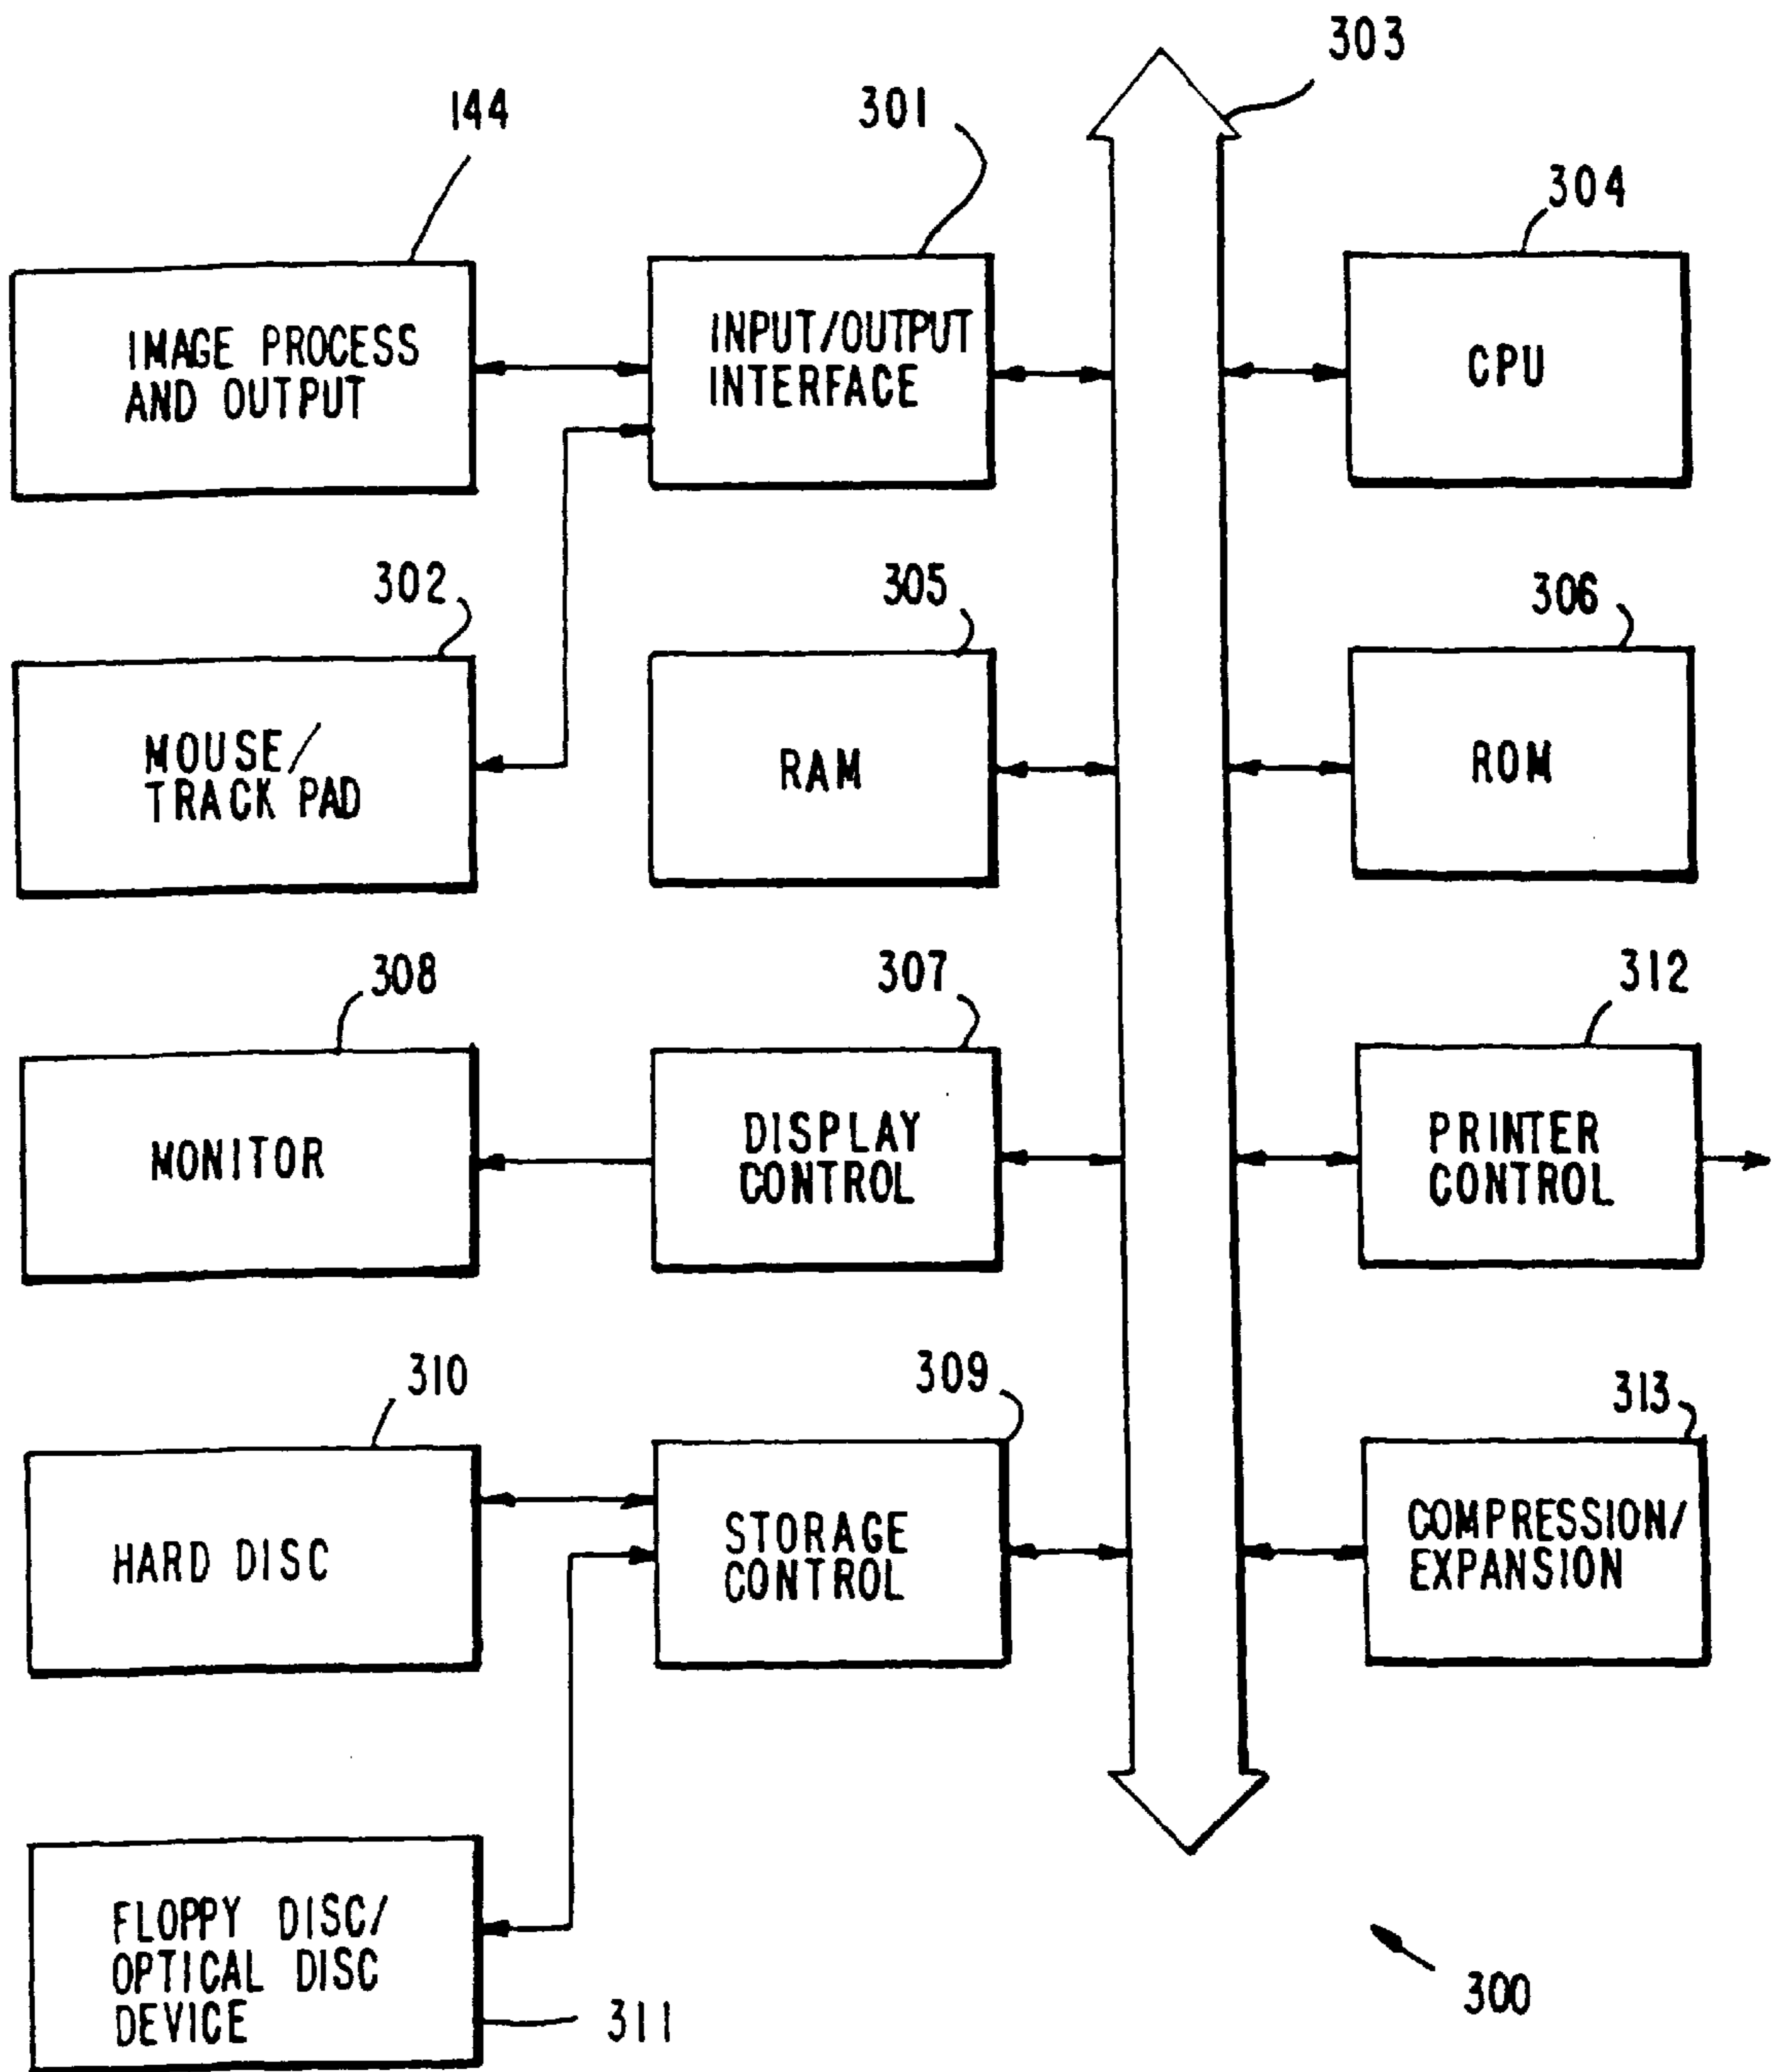 303
144
301
304
IMAGE PROCESS
AND OUTPUT
INPUT/OUTPUT
INTERFACE
CPU
302
305
306
MOUSE/
TRACK PAD
RAM
ROM
308
307
312
MONITOR
DISPLAY
CONTROL
PRINTER
CONTROL
310
309
313
HARD DISC
STORAGE
CONTROL
COMPRESSION/
EXPANSION
FLOPPY DISC/
OPTICAL DISC
DEVICE
311
300